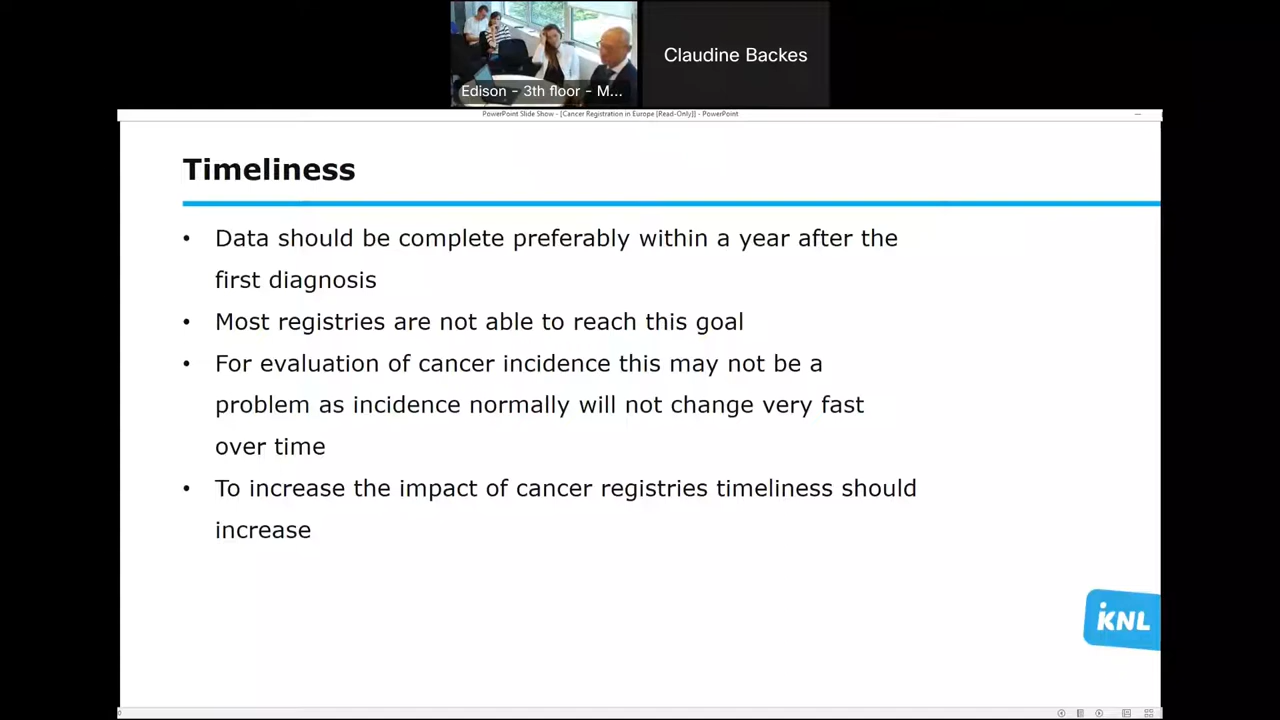 Edison - 3th floor - M...
Claudine Backes
PowerPoint Slide Show - [Cancer Registration in Europe [Read-Only]] - PowerPoint
Timeliness
• Data should be complete preferably within a year after the
first diagnosis
• Most registries are not able to reach this goal
• For evaluation of cancer incidence this may not be a
problem as incidence normally will not change very fast
over time
• To increase the impact of cancer registries timeliness should
increase
iKNL